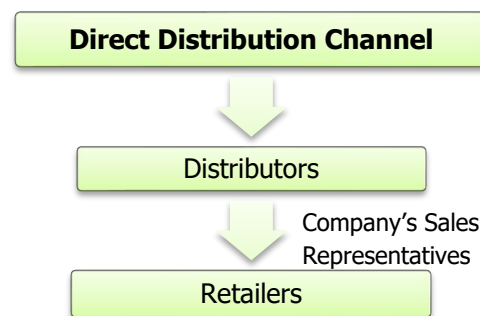 Direct Distribution Channel
Distributors
Company’s Sales
Representatives
Retailers